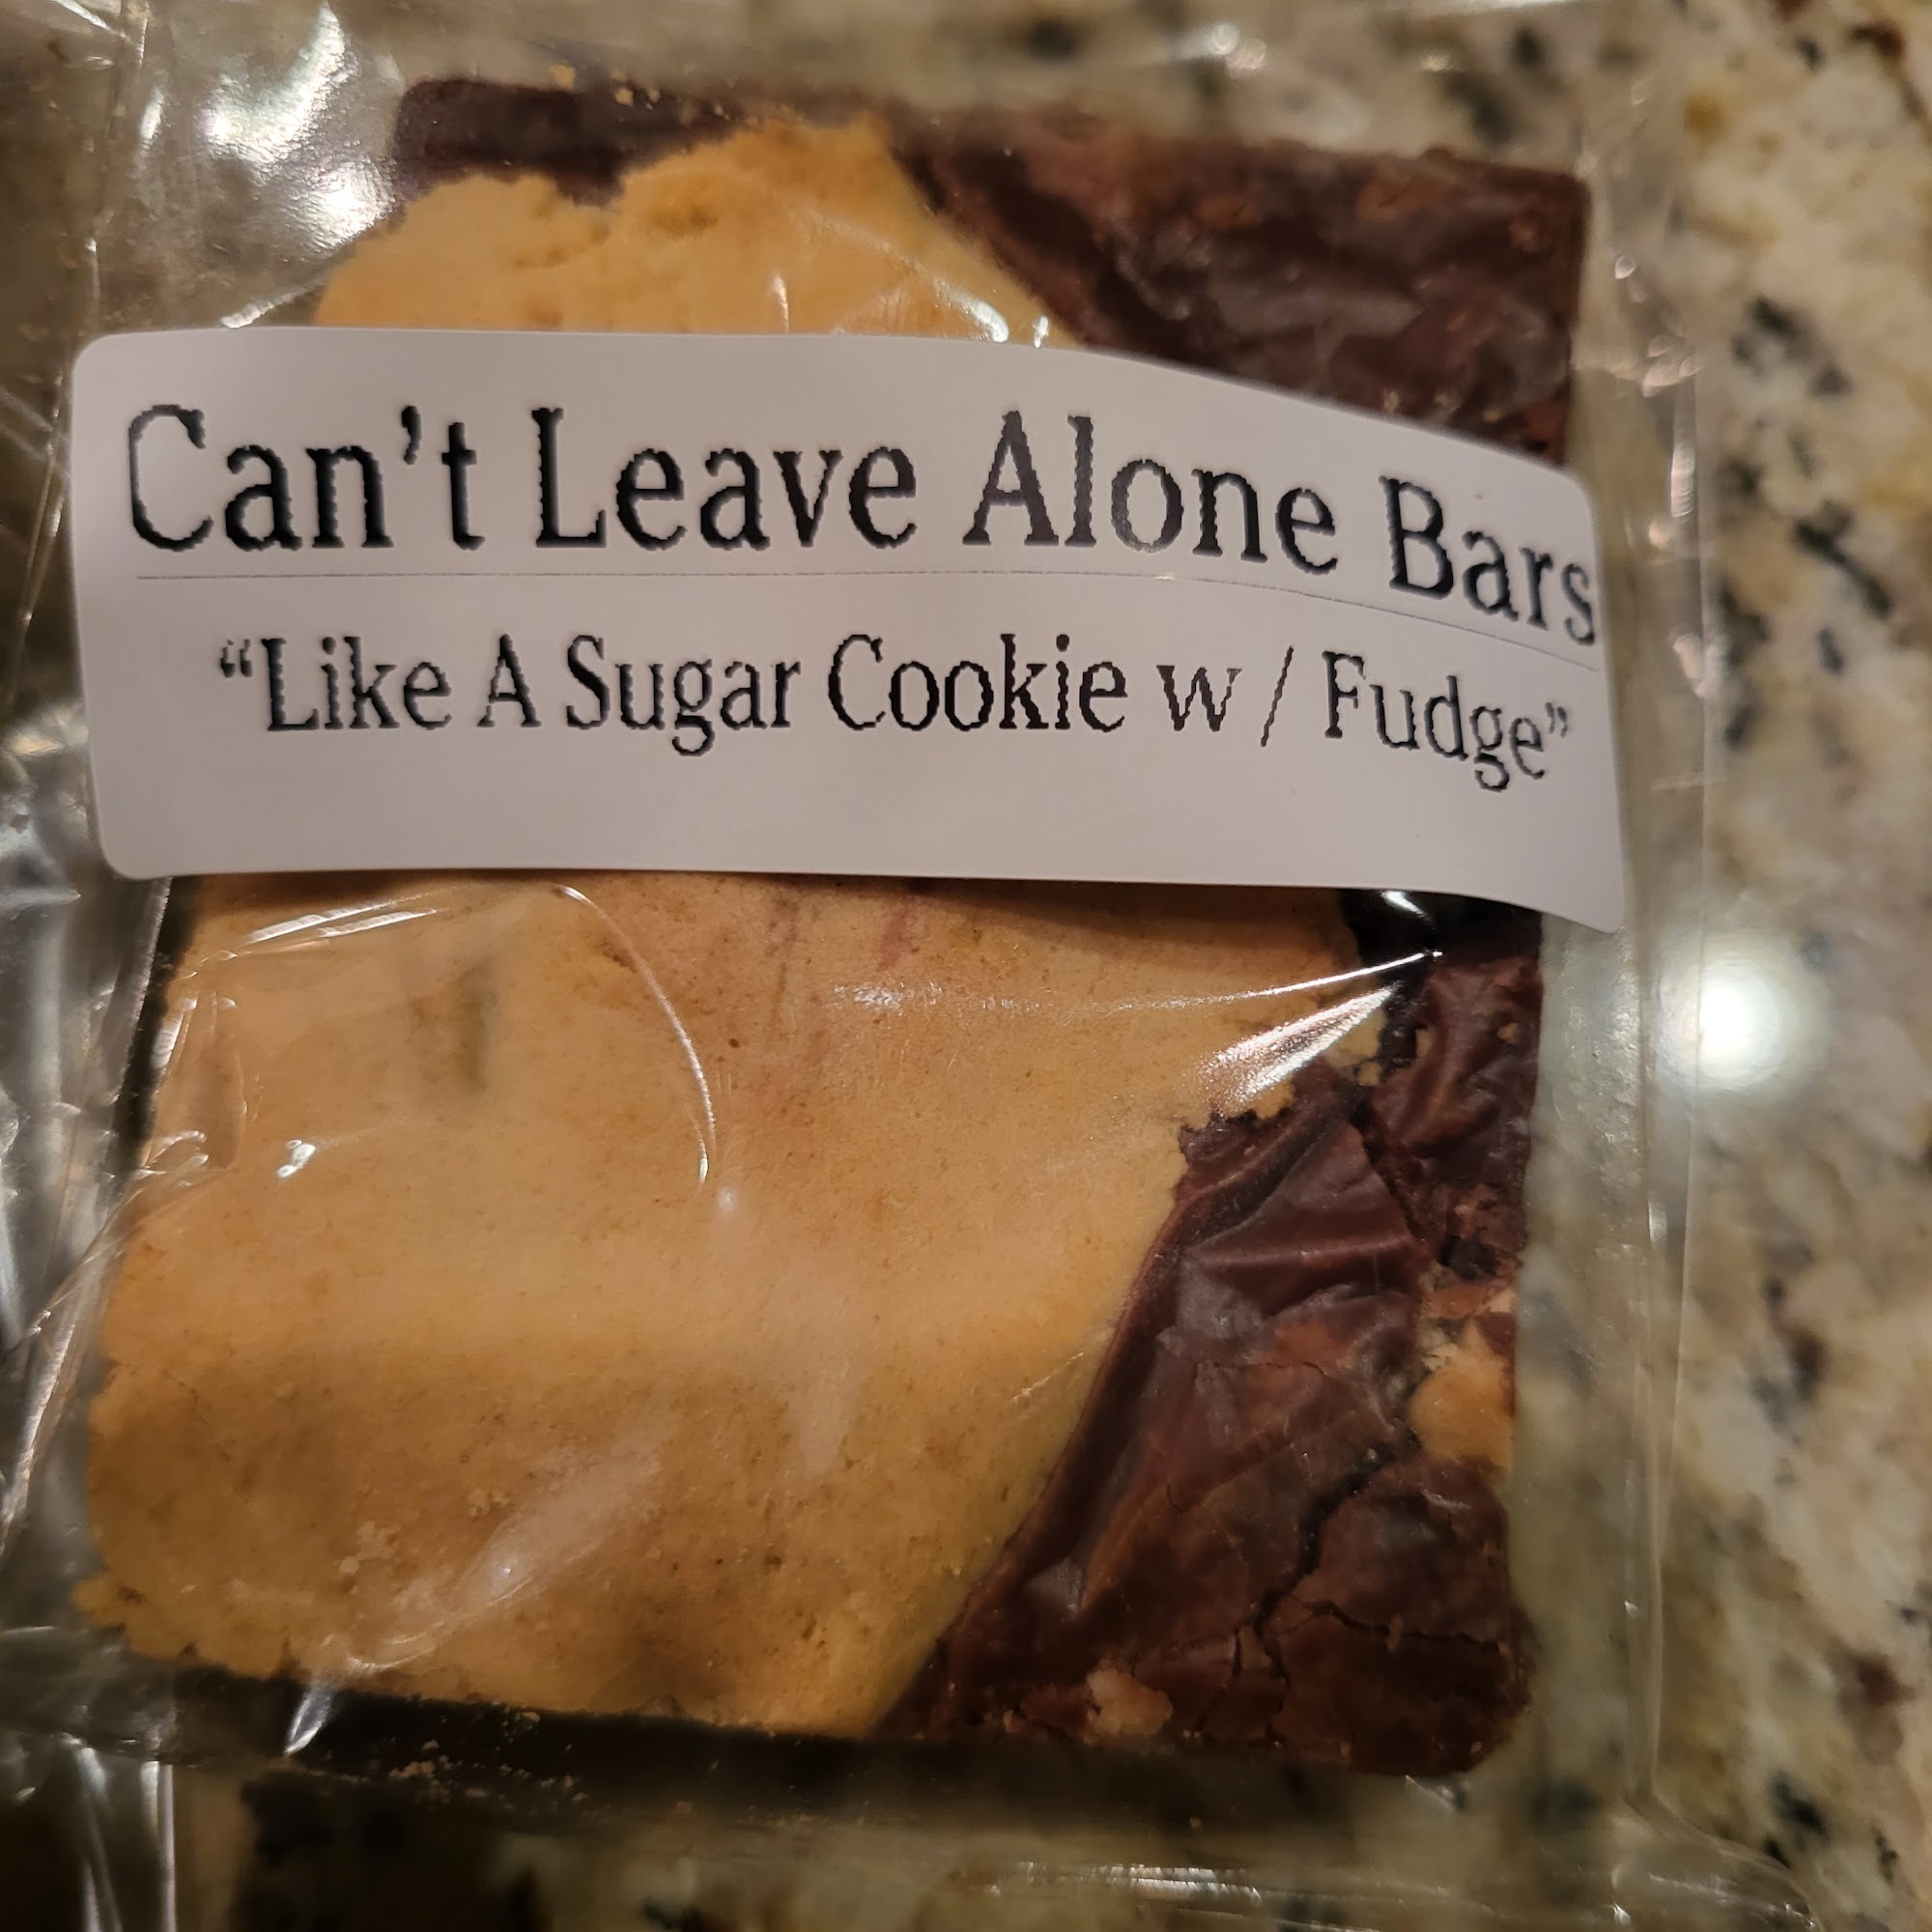 Can’t Leave Alone Bars
“Like A Sugar Cookie w / Fudge”